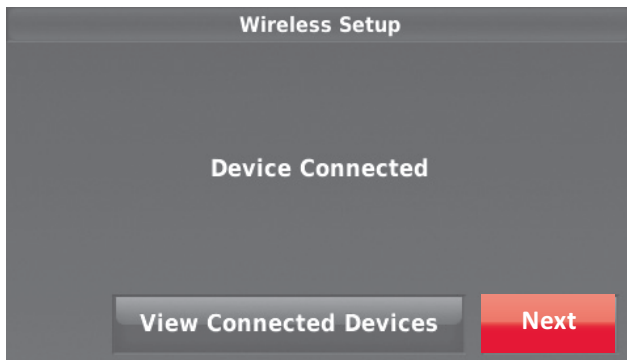 Wireless Setup
Device Connected
View Connected Devices
Next